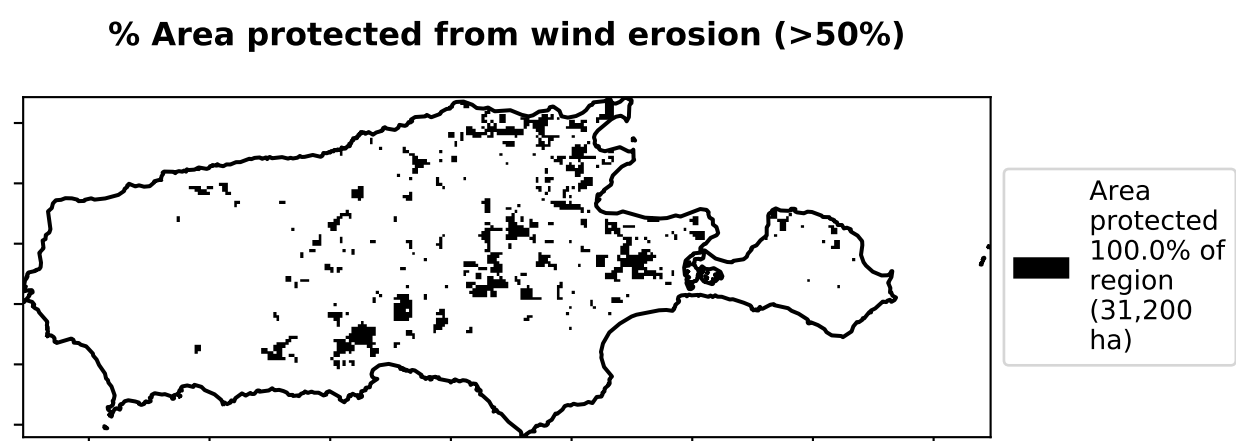 % Area protected from wind erosion (>50%)
Area
protected
100.0% of
region
(31,200
ha)